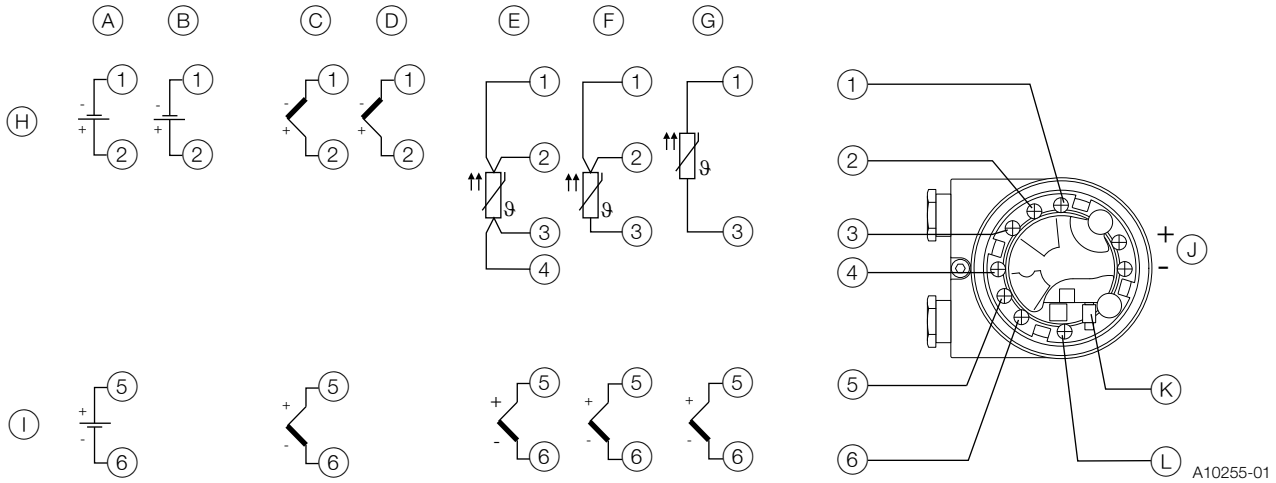 A B C D E F G
H
- 1 - 1 - 1 - 1 1 1 1
+ 2 + 2 + 2 + 2 2 2
ϑ ϑ ϑ
3 3 3
4
I
+ 5 + 5 + 5 + 5 + 5
- 6 - 6 - 6 - 6 - 6
1
2
3
4
5
6
+
- J
K
L
A10255-01